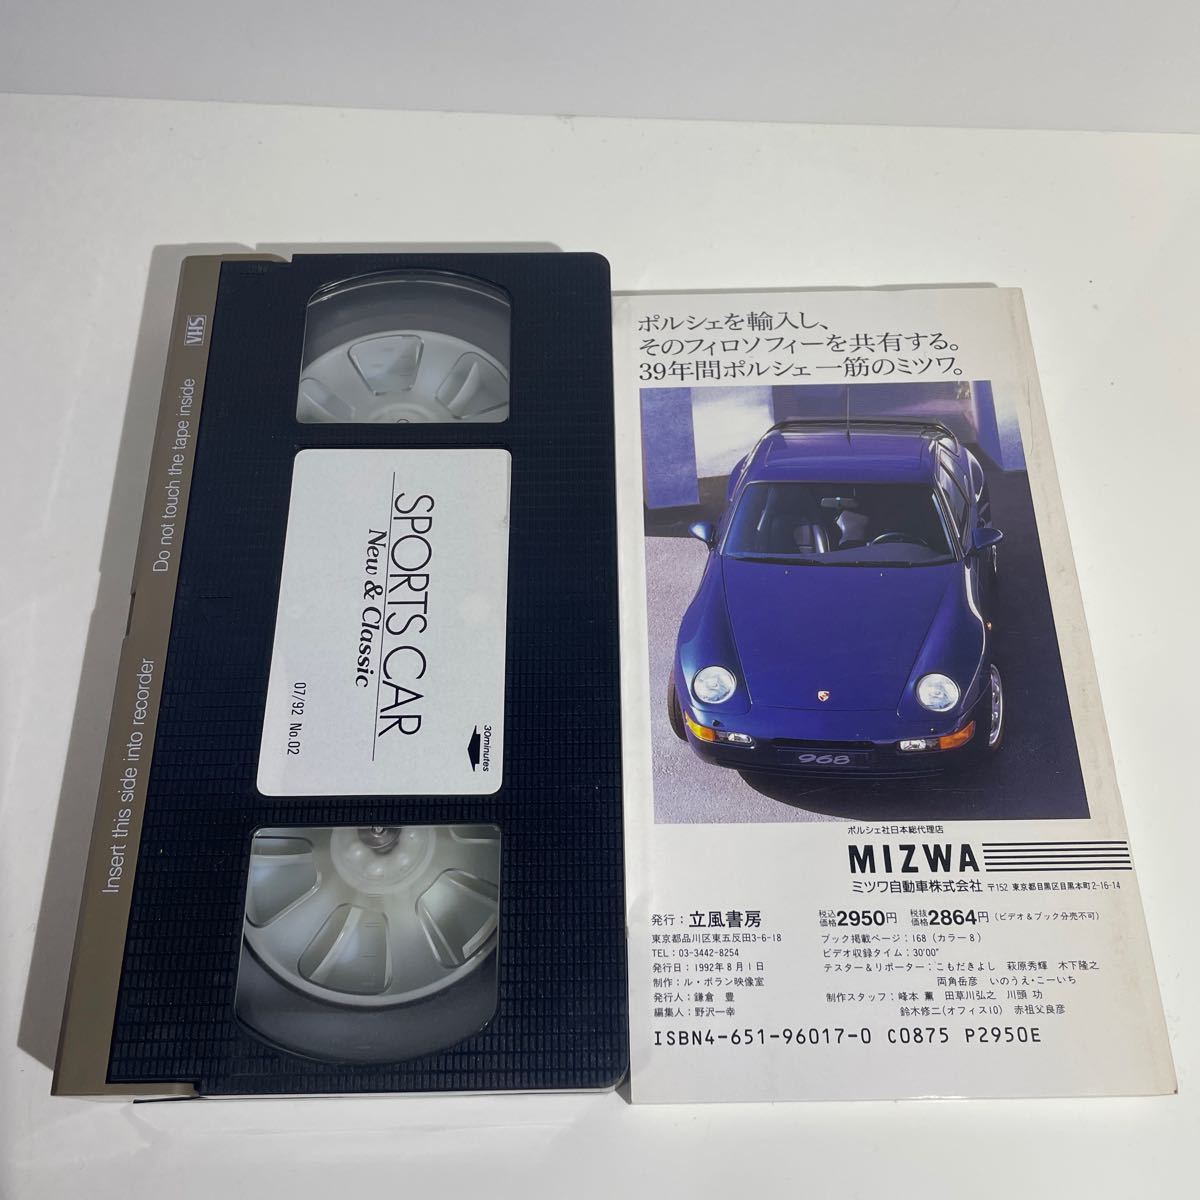 VHS
Do not touch the tape inside
Insert this side into recorder
SPORTS CAR
New & Classic
07/92 No.02
30minutes
ポルシェを輸入し、
そのフィロソフィーを共有する。
39年間ポルシェ一筋のミツワ。
968
ポルシェ社日本総代理店
MIZWA
ミツワ自動車株式会社 〒152 東京都目黒区目黒本町2-16-14
発行:立風書房
東京都品川区東五反田3-6-18
TEL:03-3442-8254
発行日:1992年8月1日
制作:ル・ボラン映像室
発行人:鎌倉 豊
編集人:野沢一幸
税込価格2950円 税抜価格2864円(ビデオ&ブック分売不可)
ブック掲載ページ:168(カラー8)
ビデオ収録タイム:30'00"
テスター&リポーター:こもだきよし 萩原秀輝 木下隆之
両角岳彦 いのうえ・こーいち
制作スタッフ:峰本 薫 田草川弘之 川頭 功
鈴木修二(オフィス10) 赤祖父良彦
ISBN4-651-96017-0 C0875 P2950E